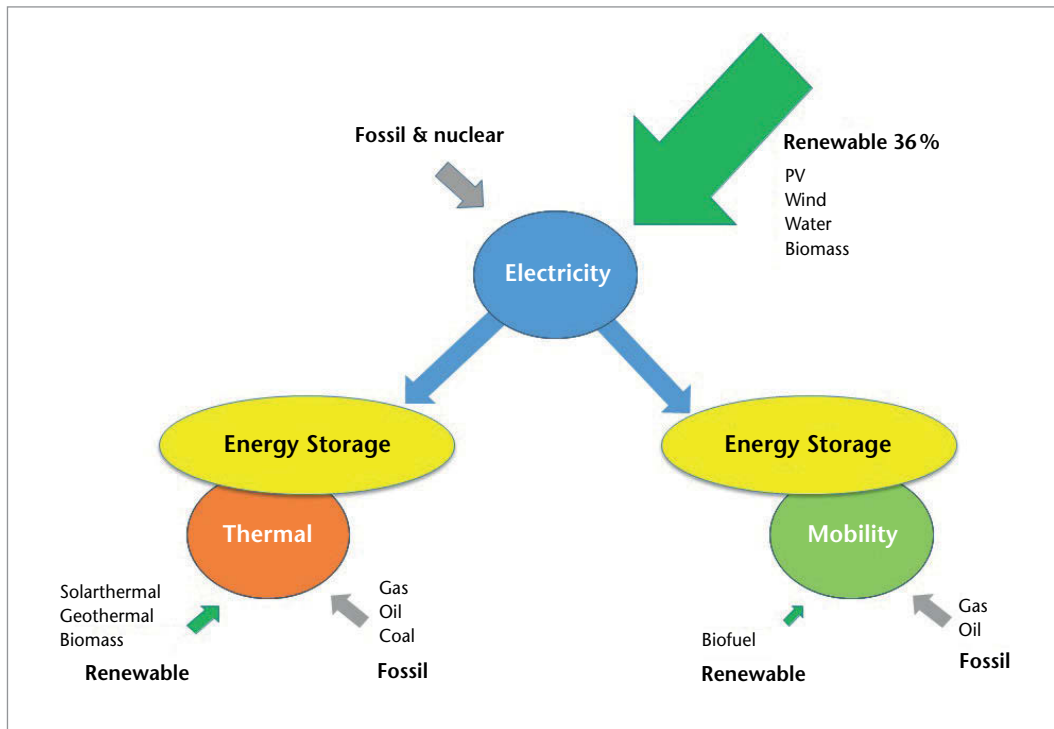 Fossil & nuclear
Renewable 36 %
PV
Wind
Water
Biomass
Electricity
Energy Storage
Energy Storage
Thermal
Mobility
Solarthermal
Geothermal
Biomass
Renewable
Gas
Oil
Coal
Fossil
Biofuel
Renewable
Gas
Oil
Fossil